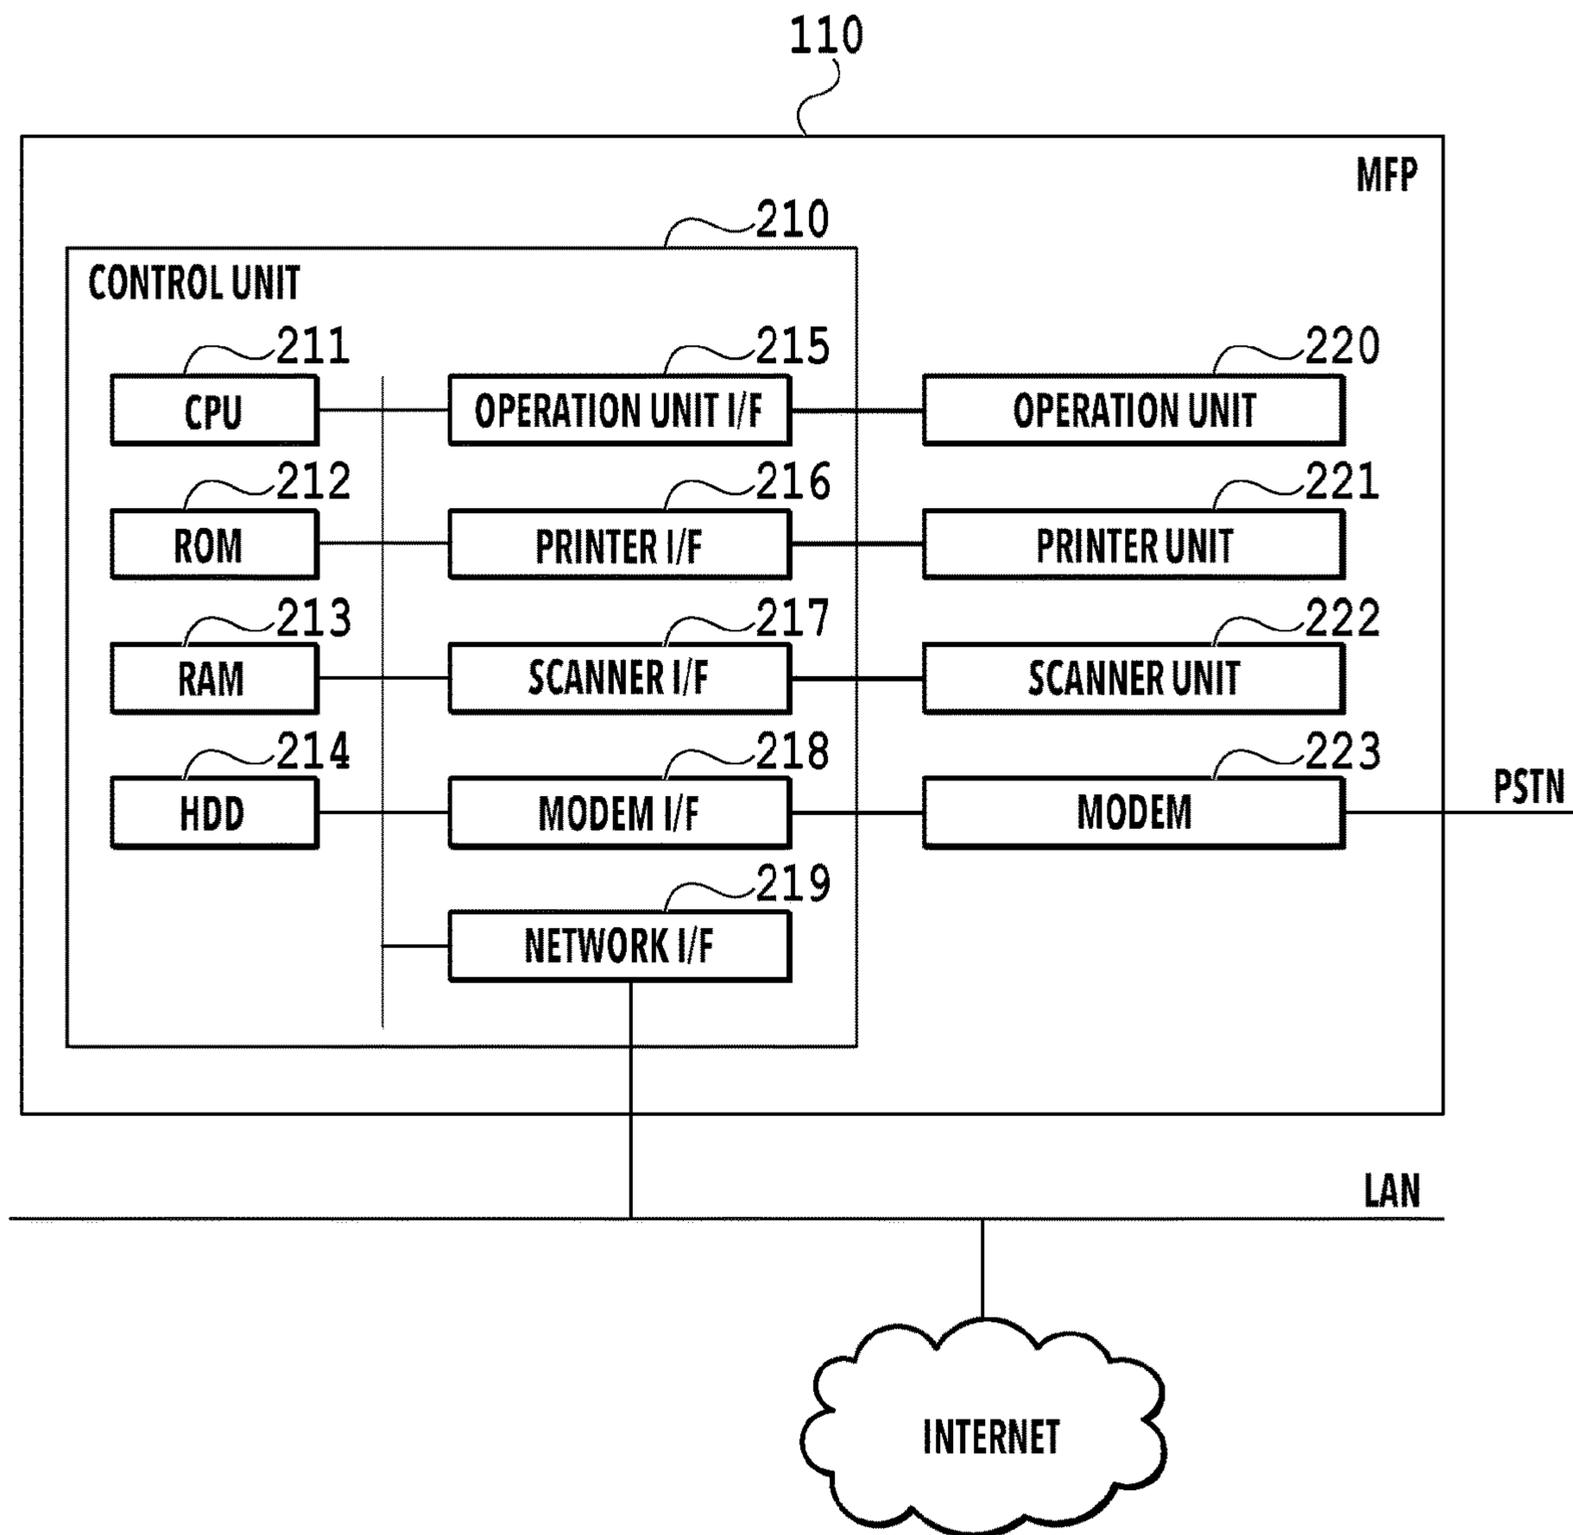 110
MFP
210
CONTROL UNIT
211
215
220
CPU
OPERATION UNIT I/F
OPERATION UNIT
212
216
221
ROM
PRINTER I/F
PRINTER UNIT
213
217
222
RAM
SCANNER I/F
SCANNER UNIT
214
218
223
HDD
MODEM I/F
MODEM
PSTN
219
NETWORK I/F
LAN
INTERNET